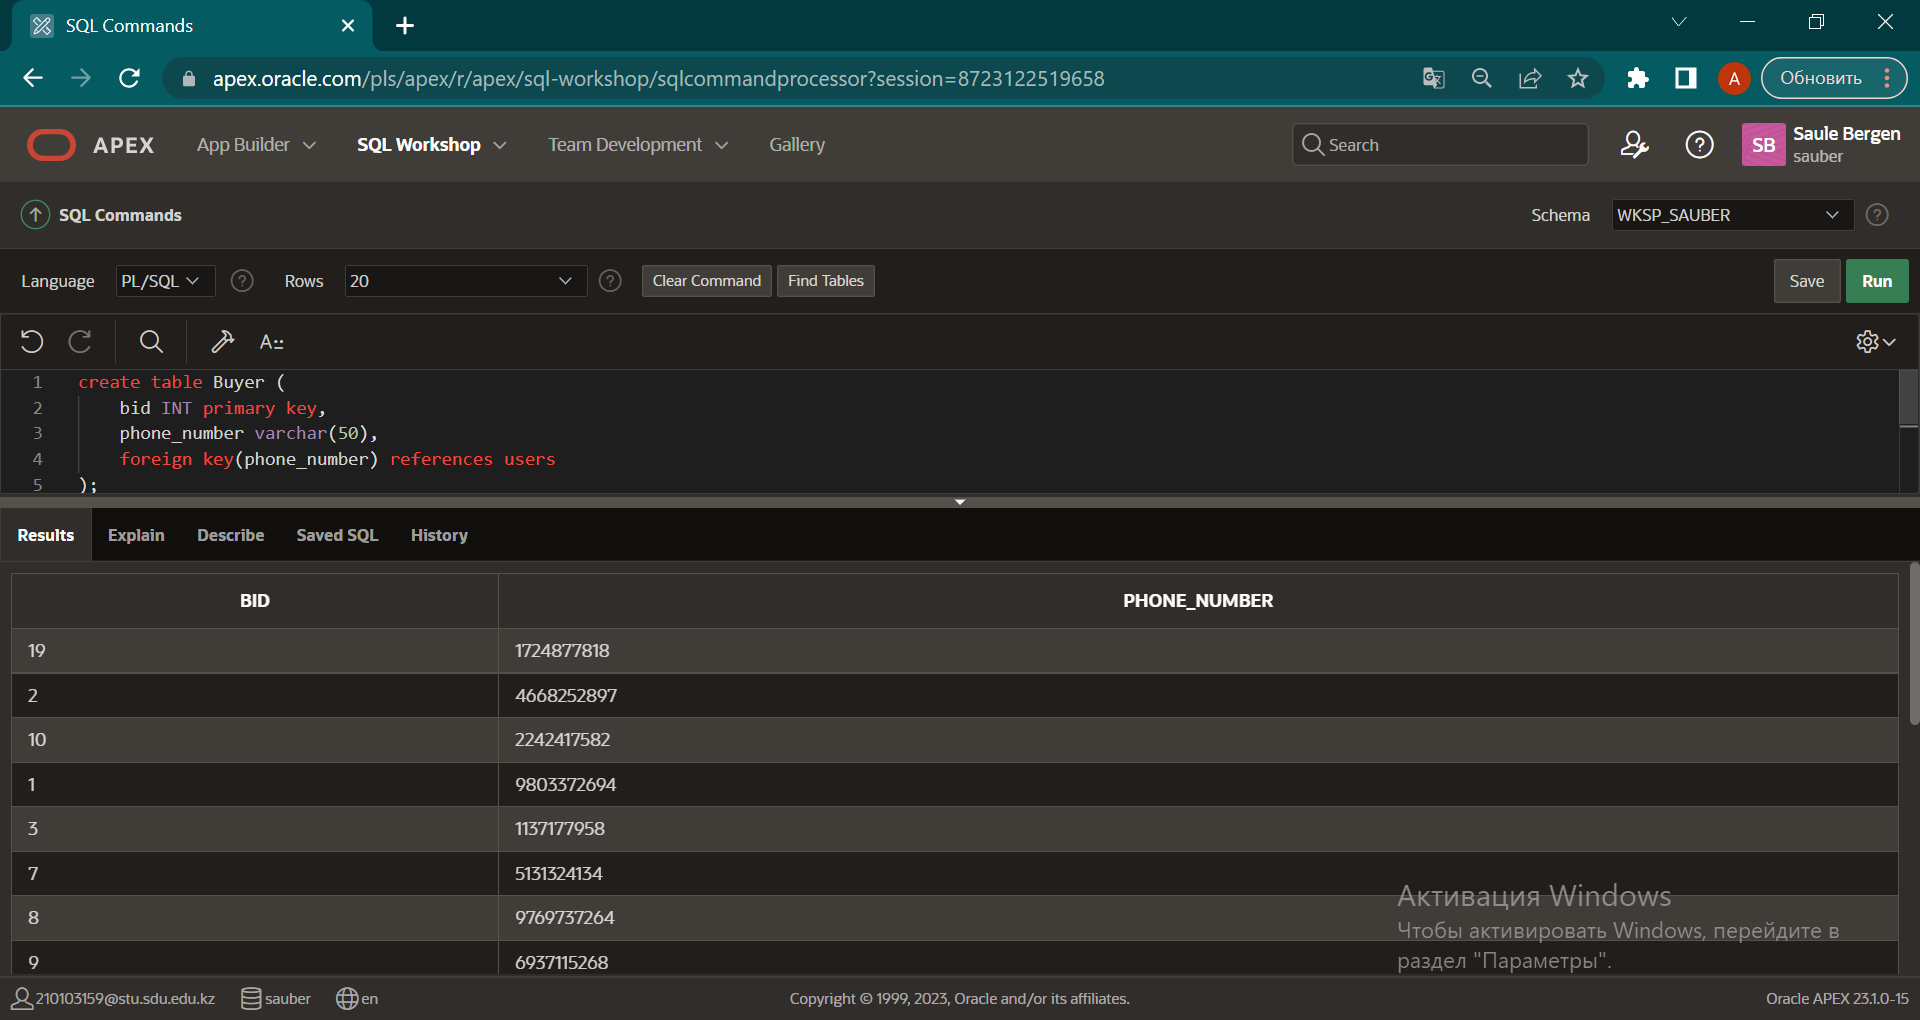 SQL Commands
apex.oracle.com/pls/apex/r/apex/sql-workshop/sqlcommandprocessor?session=8723122519658
A
Обновить
APEX
App Builder
SQL Workshop
Team Development
Gallery
Search
SB
Saule Bergen
sauber
SQL Commands
Schema
WKSP_SAUBER
Language
PL/SQL
Rows
20
Clear Command
Find Tables
Save
Run
A::
1 create table Buyer (
2 bid INT primary key,
3 phone_number varchar(50),
4 foreign key(phone_number) references users
5 );
Results
Explain
Describe
Saved SQL
History
BID PHONE_NUMBER
19 1724877818
2 4668252897
10 2242417582
1 9803372694
3 1137177958
7 5131324134
8 9769737264
9 6937115268
Активация Windows
Чтобы активировать Windows, перейдите в
раздел "Параметры".
210103159@stu.sdu.edu.kz
sauber
en
Copyright © 1999, 2023, Oracle and/or its affiliates.
Oracle APEX 23.1.0-15